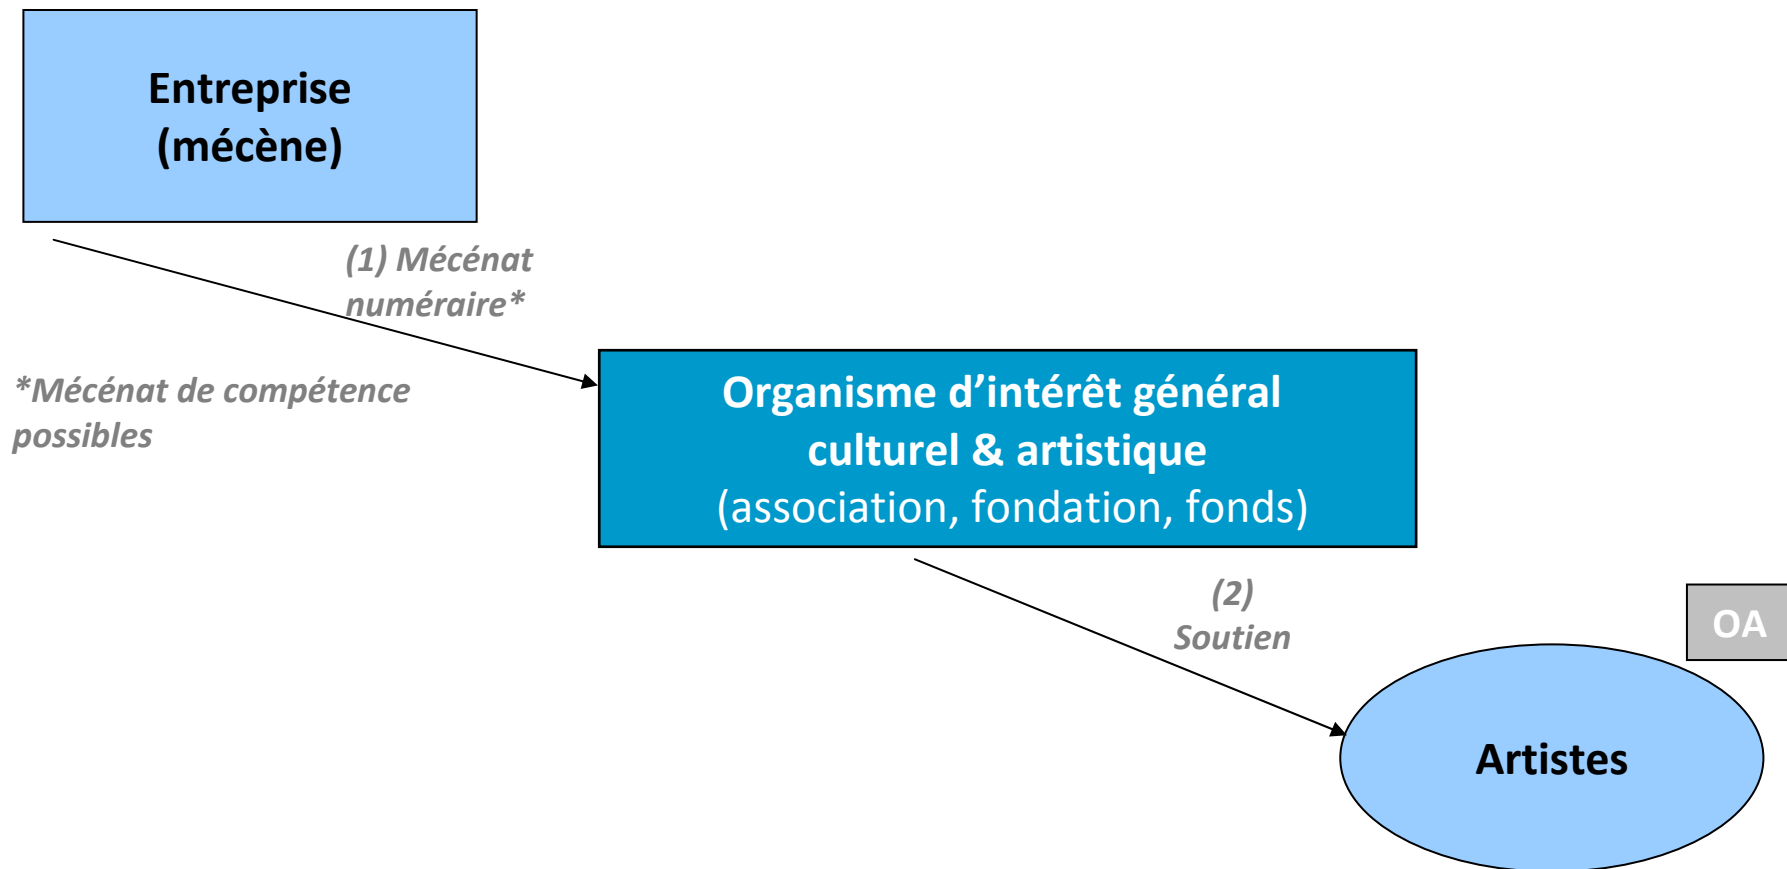 Entreprise
(mécène)
(1) Mécénat
numéraire*
*Mécénat de compétence
possibles
Organisme d’intérêt général
culturel & artistique
(association, fondation, fonds)
(2)
Soutien
OA
Artistes